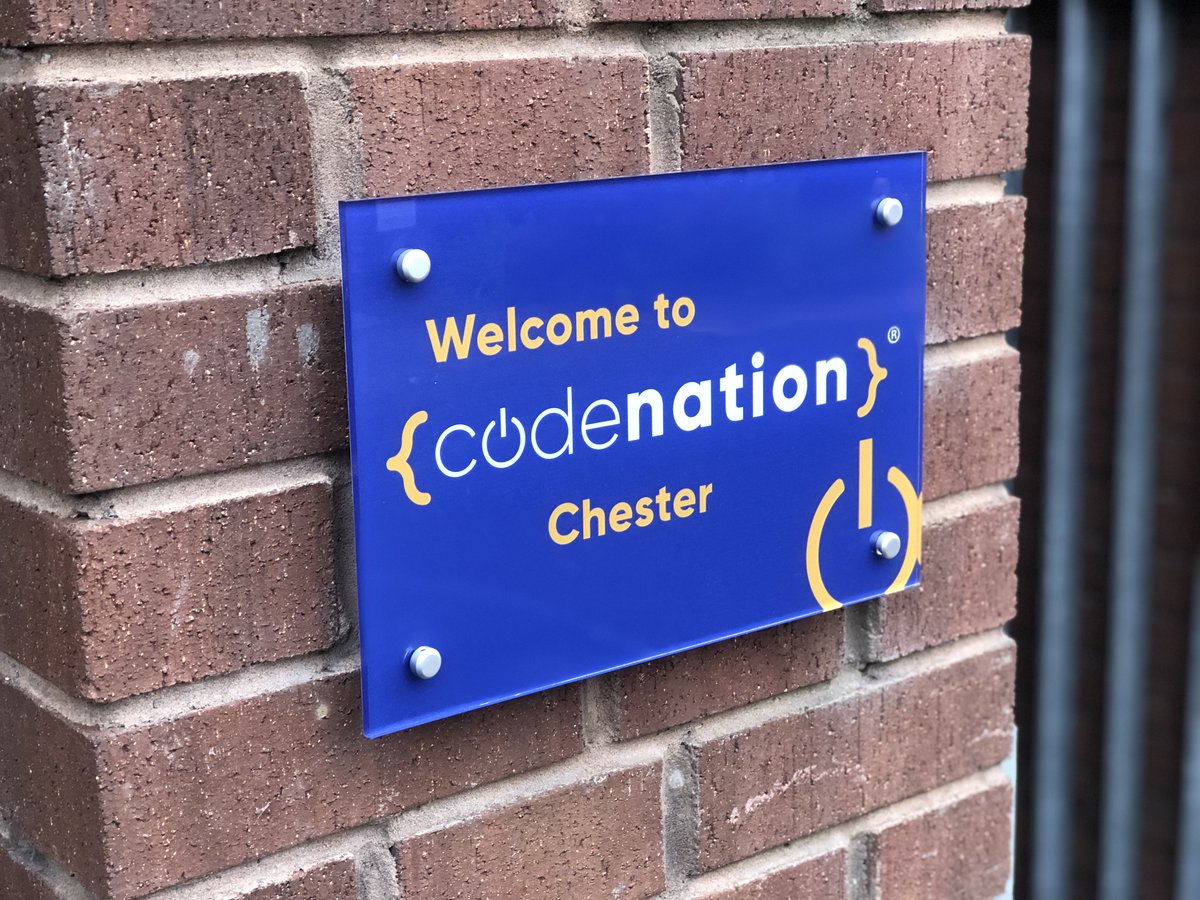 Welcome to
{codenation}®
Chester